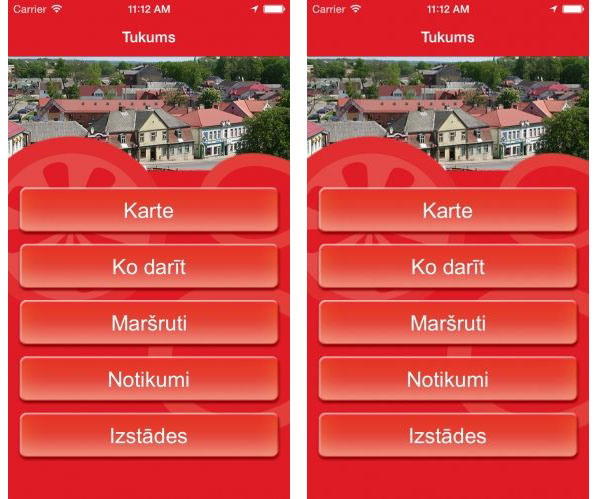 Carrier 11:12 AM
Tukums
Karte
Ko darīt
Maršruti
Notikumi
Izstādes
Carrier 11:12 AM
Tukums
Karte
Ko darīt
Maršruti
Notikumi
Izstādes